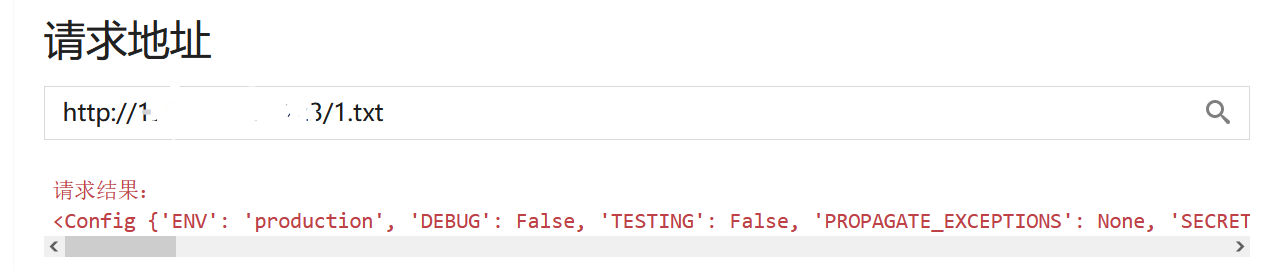 请求地址
http://1 3/1.txt
请求结果：
<Config {'ENV': 'production', 'DEBUG': False, 'TESTING': False, 'PROPAGATE_EXCEPTIONS': None, 'SECRET